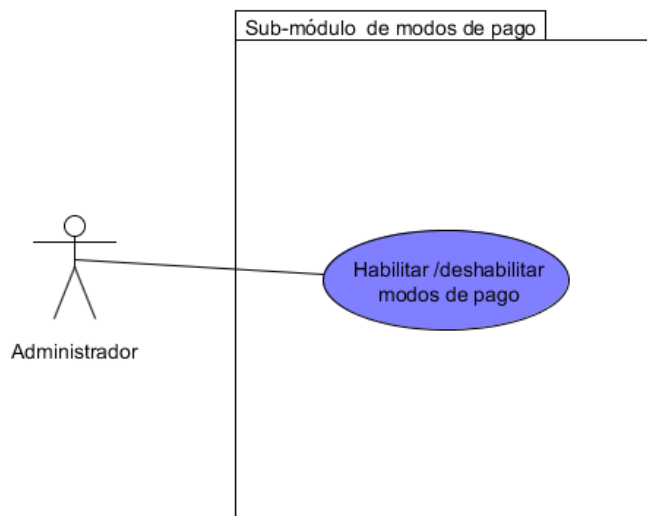 Sub-módulo de modos de pago
Habilitar /deshabilitar
modos de pago
Administrador